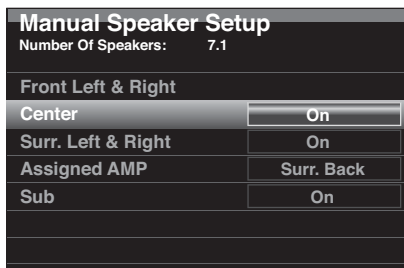 Manual Speaker Setup
Number Of Speakers: 7.1
Front Left & Right
Center On
Surr. Left & Right On
Assigned AMP Surr. Back
Sub On